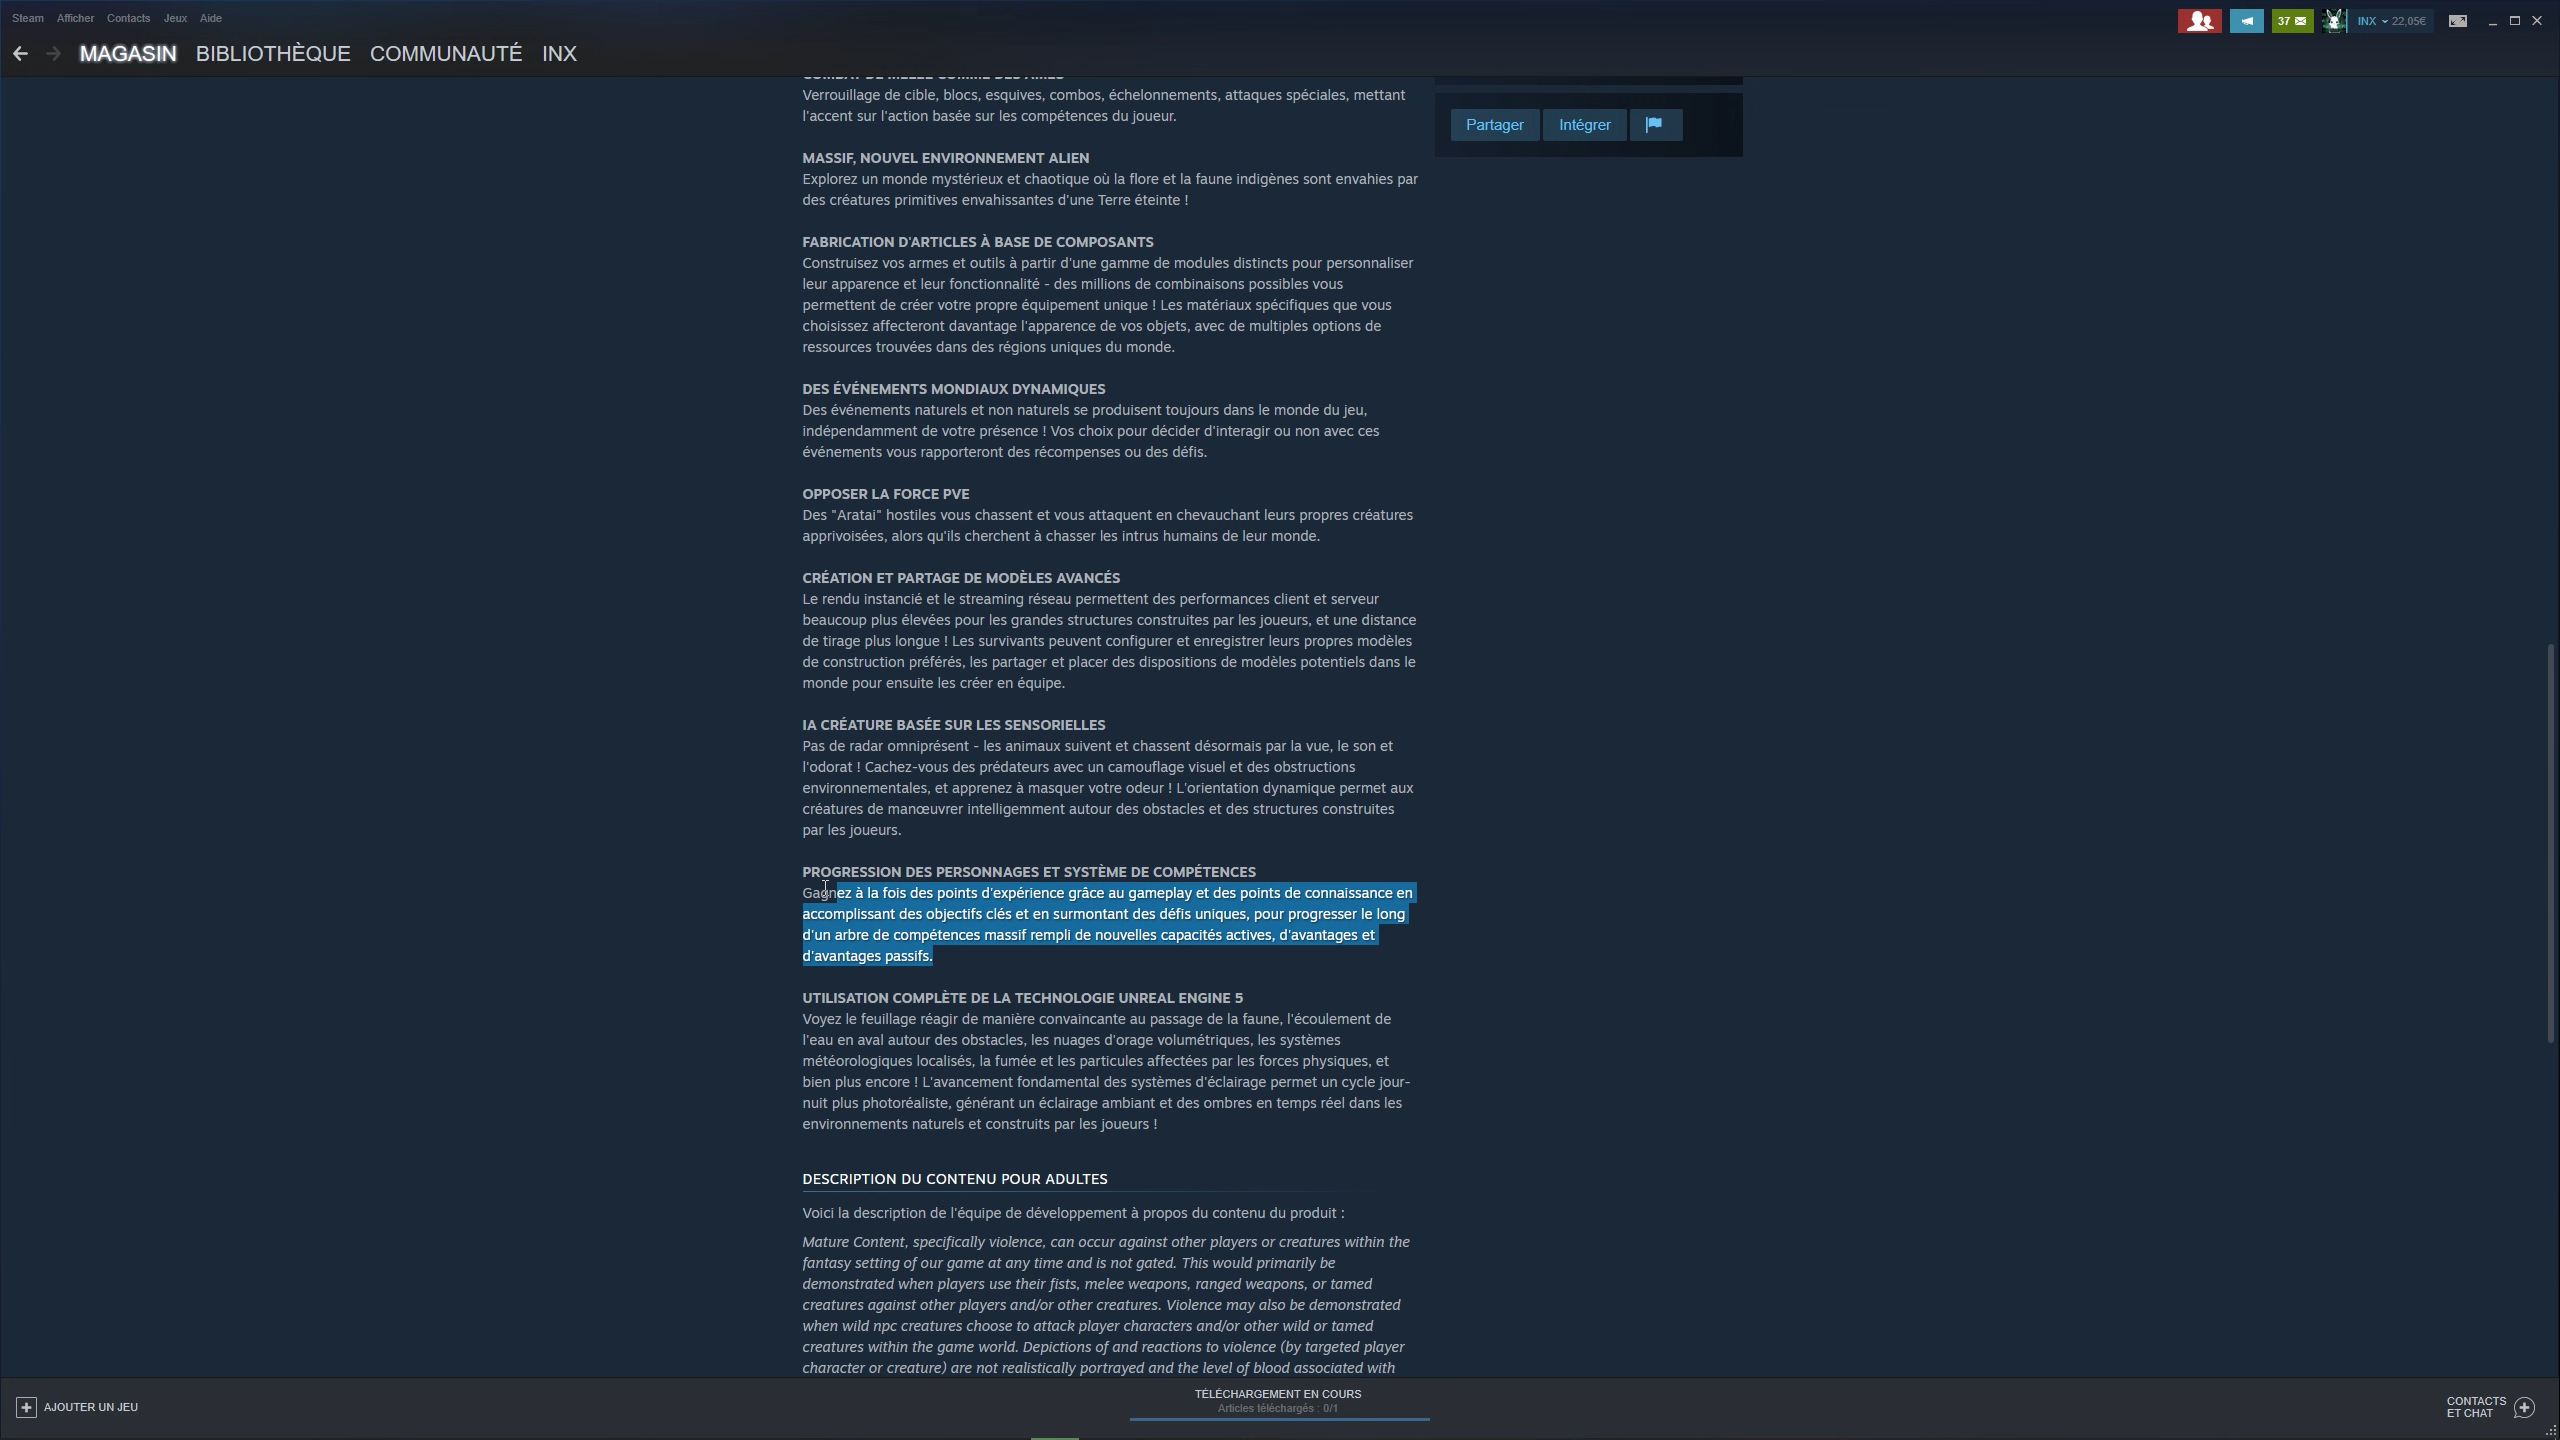 Steam Afficher Contacts Jeux Aide
37
INX 22,05€
MAGASIN BIBLIOTHÈQUE COMMUNAUTÉ INX
Verrouillage de cible, blocs, esquives, combos, échelonnements, attaques spéciales, mettant
l'accent sur l'action basée sur les compétences du joueur.
Partager Intégrer
MASSIF, NOUVEL ENVIRONNEMENT ALIEN
Explorez un monde mystérieux et chaotique où la flore et la faune indigènes sont envahies par
des créatures primitives envahissantes d'une Terre éteinte !
FABRICATION D'ARTICLES À BASE DE COMPOSANTS
Construisez vos armes et outils à partir d'une gamme de modules distincts pour personnaliser
leur apparence et leur fonctionnalité - des millions de combinaisons possibles vous
permettent de créer votre propre équipement unique ! Les matériaux spécifiques que vous
choisissez affecteront davantage l'apparence de vos objets, avec de multiples options de
ressources trouvées dans des régions uniques du monde.
DES ÉVÉNEMENTS MONDIAUX DYNAMIQUES
Des événements naturels et non naturels se produisent toujours dans le monde du jeu,
indépendamment de votre présence ! Vos choix pour décider d'interagir ou non avec ces
événements vous rapporteront des récompenses ou des défis.
OPPOSER LA FORCE PVE
Des "Aratai" hostiles vous chassent et vous attaquent en chevauchant leurs propres créatures
apprivoisées, alors qu'ils cherchent à chasser les intrus humains de leur monde.
CRÉATION ET PARTAGE DE MODÈLES AVANCÉS
Le rendu instancié et le streaming réseau permettent des performances client et serveur
beaucoup plus élevées pour les grandes structures construites par les joueurs, et une distance
de tirage plus longue ! Les survivants peuvent configurer et enregistrer leurs propres modèles
de construction préférés, les partager et placer des dispositions de modèles potentiels dans le
monde pour ensuite les créer en équipe.
IA CRÉATURE BASÉE SUR LES SENSORIELLES
Pas de radar omniprésent - les animaux suivent et chassent désormais par la vue, le son et
l'odorat ! Cachez-vous des prédateurs avec un camouflage visuel et des obstructions
environnementales, et apprenez à masquer votre odeur ! L'orientation dynamique permet aux
créatures de manœuvrer intelligemment autour des obstacles et des structures construites
par les joueurs.
PROGRESSION DES PERSONNAGES ET SYSTÈME DE COMPÉTENCES
Gagnez à la fois des points d'expérience grâce au gameplay et des points de connaissance en
accomplissant des objectifs clés et en surmontant des défis uniques, pour progresser le long
d'un arbre de compétences massif rempli de nouvelles capacités actives, d'avantages et
d'avantages passifs.
UTILISATION COMPLÈTE DE LA TECHNOLOGIE UNREAL ENGINE 5
Voyez le feuillage réagir de manière convaincante au passage de la faune, l'écoulement de
l'eau en aval autour des obstacles, les nuages d'orage volumétriques, les systèmes
météorologiques localisés, la fumée et les particules affectées par les forces physiques, et
bien plus encore ! L'avancement fondamental des systèmes d'éclairage permet un cycle jour-
nuit plus photoréaliste, générant un éclairage ambiant et des ombres en temps réel dans les
environnements naturels et construits par les joueurs !
DESCRIPTION DU CONTENU POUR ADULTES
Voici la description de l'équipe de développement à propos du contenu du produit :
Mature Content, specifically violence, can occur against other players or creatures within the
fantasy setting of our game at any time and is not gated. This would primarily be
demonstrated when players use their fists, melee weapons, ranged weapons, or tamed
creatures against other players and/or other creatures. Violence may also be demonstrated
when wild npc creatures choose to attack player characters and/or other wild or tamed
creatures within the game world. Depictions of and reactions to violence (by targeted player
character or creature) are not realistically portrayed and the level of blood associated with
AJOUTER UN JEU
TÉLÉCHARGEMENT EN COURS
Articles téléchargés : 0/1
CONTACTS
ET CHAT